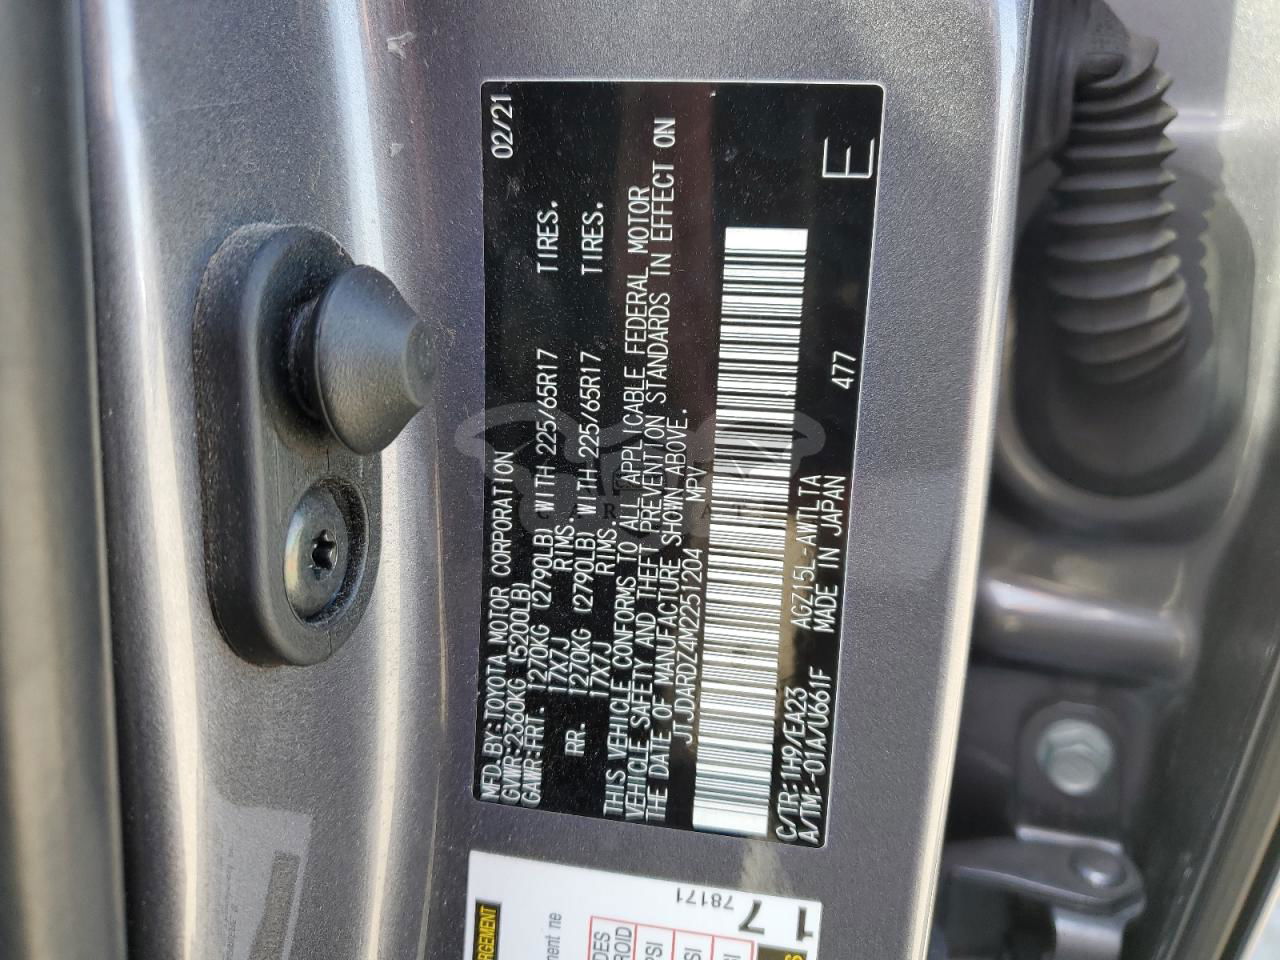 MFD.BY:TOYOTA MOTOR CORPORATION 02/21
GVWR:2360KG (5200LB)
GAWR:FRT. 1270KG (2790LB) WITH 225/65R17 TIRES.
17X7J RIMS.
RR. 1270KG (2790LB) WITH 225/65R17 TIRES.
17X7J RIMS.
THIS VEHICLE CONFORMS TO ALL APPLICABLE FEDERAL MOTOR
VEHICLE SAFETY AND THEFT PREVENTION STANDARDS IN EFFECT ON
THE DATE OF MANUFACTURE SHOWN ABOVE.
JTJDARDZ4M2251204 MPV
C/TR:1H9/EA23 AGZ15L-AWTLTA 477
A/TM:-01A/U661F MADE IN JAPAN
E
78171